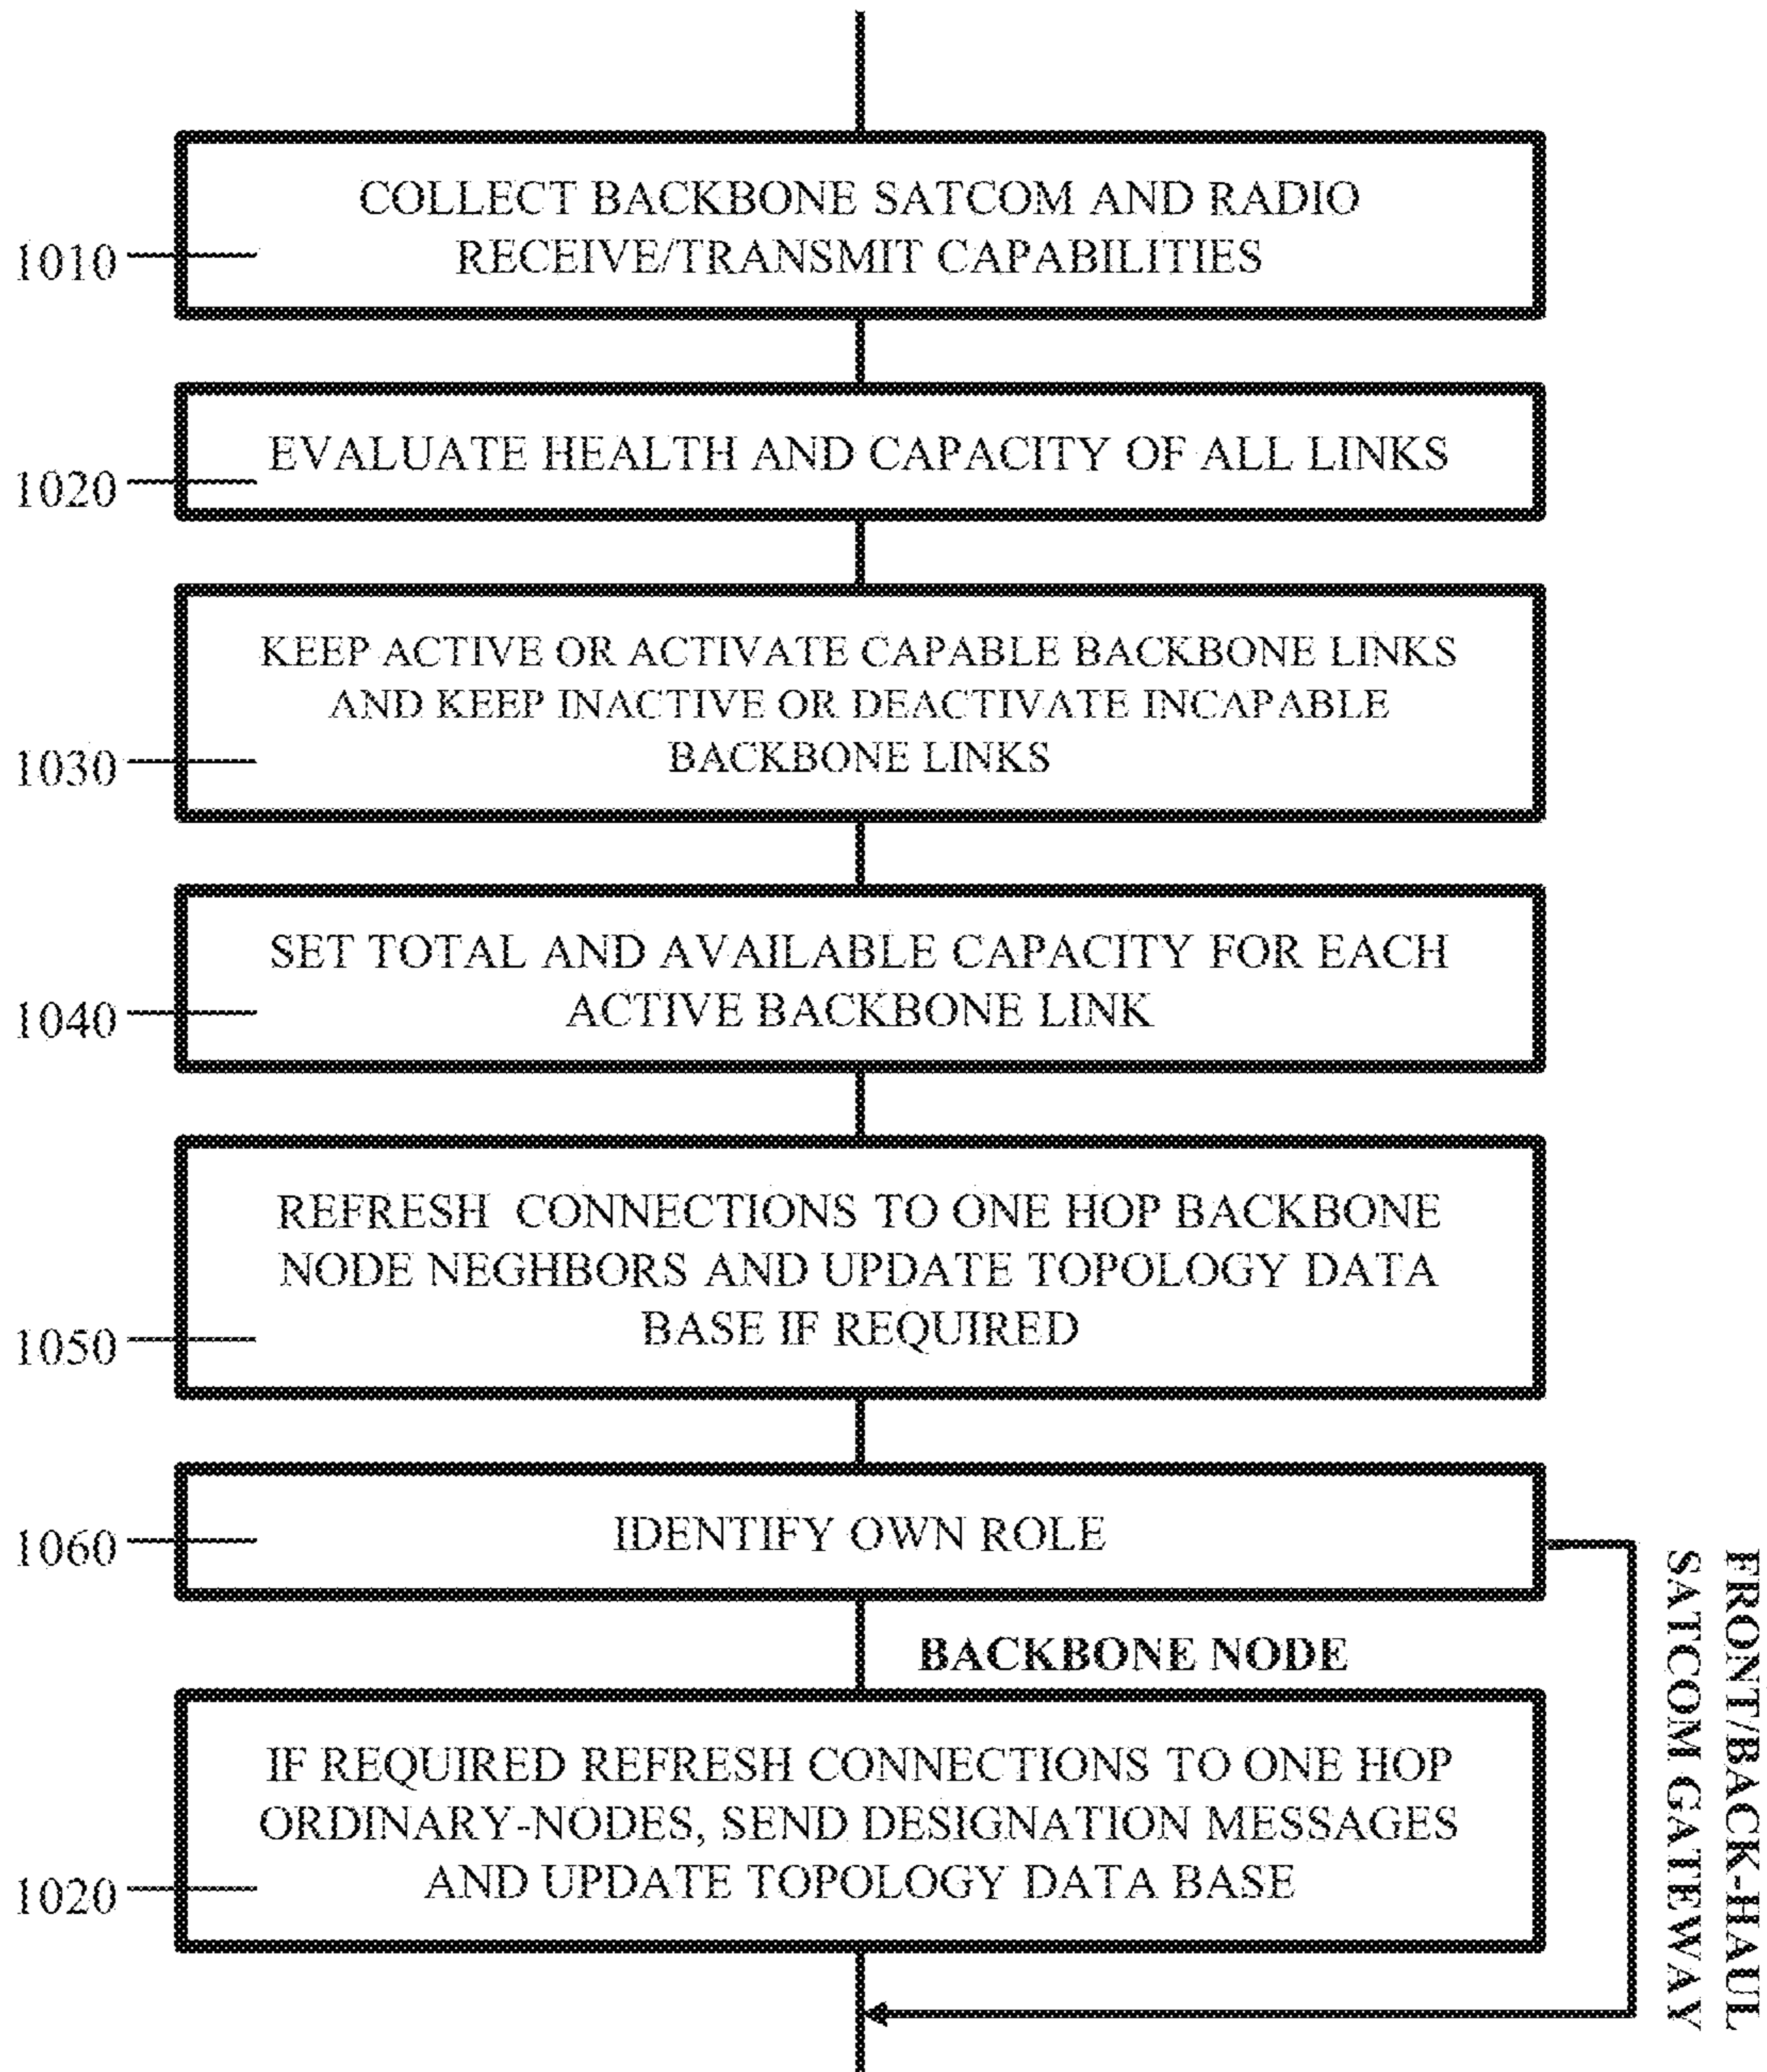 COLLECT BACKBONE SATCOM AND RADIO
RECEIVE/TRANSMIT CAPABILITIES
1010
EVALUATE HEALTH AND CAPACITY OF ALL LINKS
1020
KEEP ACTIVE OR ACTIVATE CAPABLE BACKBONE LINKS
AND KEEP INACTIVE OR DEACTIVATE INCAPABLE
BACKBONE LINKS
1030
SET TOTAL AND AVAILABLE CAPACITY FOR EACH
ACTIVE BACKBONE LINK
1040
REFRESH CONNECTIONS TO ONE HOP BACKBONE
NODE NEGHBORS AND UPDATE TOPOLOGY DATA
BASE IF REQUIRED
1050
IDENTIFY OWN ROLE
1060
BACKBONE NODE
FRONT/BACK-HAUL
SATCOM GATEWAY
IF REQUIRED REFRESH CONNECTIONS TO ONE HOP
ORDINARY-NODES, SEND DESIGNATION MESSAGES
AND UPDATE TOPOLOGY DATA BASE
1020